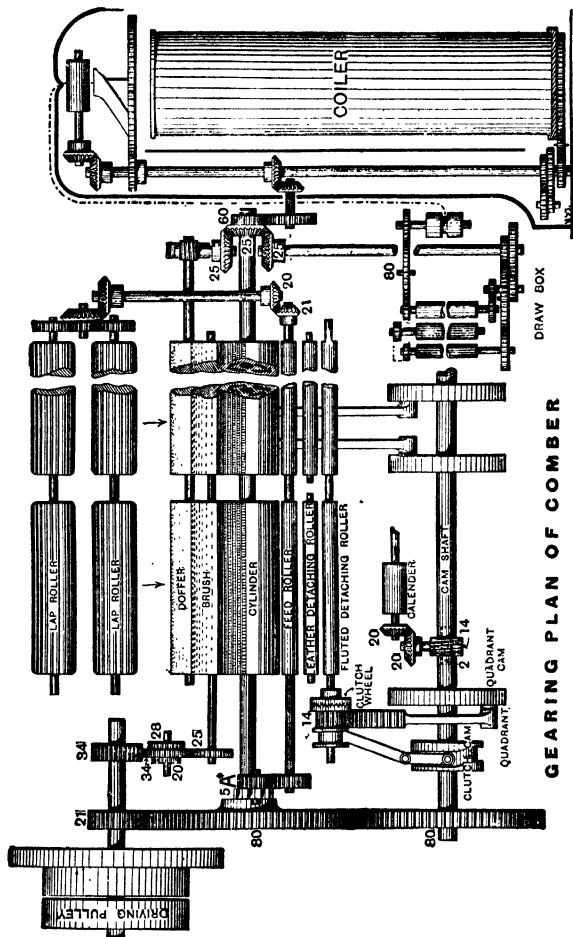 COILER
DRAW BOX
80
60
25
25
25
20
21
LAP ROLLER
LAP ROLLER
DOFFER
BRUSH
CYLINDER
FEED ROLLER
LEATHER DETACHING ROLLER
FLUTED DETACHING ROLLER
CALENDER
CAM SHAFT
20
20
2
14
QUADRANT CAM
QUADRANT
CLUTCH CAM
CLUTCH WHEEL
14
34
28
34
20
25
5
A
21
80
80
DRIVING PULLEY
GEARING PLAN OF COMBER